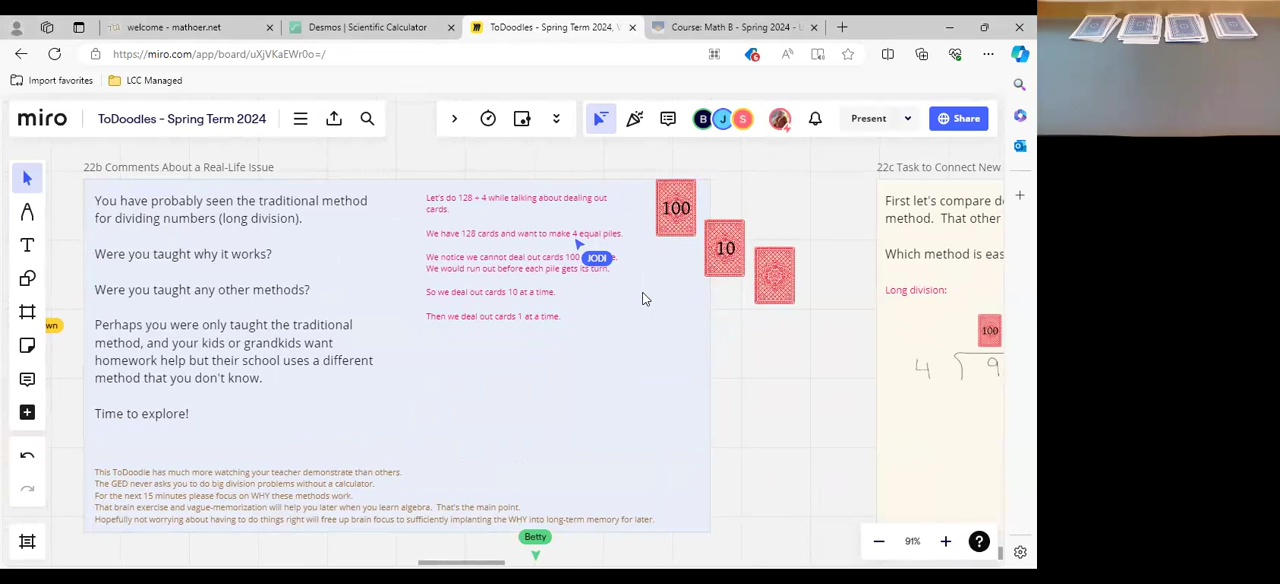 welcome - mathoer.net
Desmos | Scientific Calculator
ToDoodles - Spring Term 2024,
Course: Math B - Spring 2024 -
https://miro.com/app/board/uXjVKaEWr0o=/
Import favorites
LCC Managed
miro
ToDoodles - Spring Term 2024
B
J
S
Present
Share
22b Comments About a Real-Life Issue
22c Task to Connect New
You have probably seen the traditional method
for dividing numbers (long division).
Were you taught why it works?
Were you taught any other methods?
Perhaps you were only taught the traditional
method, and your kids or grandkids want
homework help but their school uses a different
method that you don't know.
Time to explore!
Let's do 128 ÷ 4 while talking about dealing out
cards.
We have 128 cards and want to make 4 equal piles.
We notice we cannot deal out cards 100
JODI
We would run out before each pile gets its turn.
So we deal out cards 10 at a time.
Then we deal out cards 1 at a time.
100
10
This ToDoodle has much more watching your teacher demonstrate than others.
The GED never asks you to do big division problems without a calculator.
For the next 15 minutes please focus on WHY these methods work.
That brain exercise and vague-memorization will help you later when you learn algebra. That's the main point.
Hopefully not worrying about having to do things right will free up brain focus to sufficiently implanting the WHY into long-term memory for later.
Betty
First let's compare
method. That other
Which method is
Long division:
100
4 9
91%
?